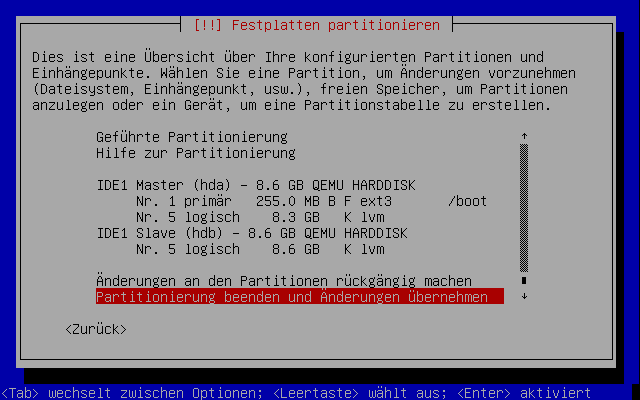 [!!] Festplatten partitionieren
Dies ist eine Übersicht über Ihre konfigurierten Partitionen und
Einhängepunkte. Wählen Sie eine Partition, um Änderungen vorzunehmen
(Dateisystem, Einhängepunkt, usw.), freien Speicher, um Partitionen
anzulegen oder ein Gerät, um eine Partitionstabelle zu erstellen.
Geführte Partitionierung
Hilfe zur Partitionierung
IDE1 Master (hda) - 8.6 GB QEMU HARDDISK
Nr. 1 primär 255.0 MB B F ext3 /boot
Nr. 5 logisch 8.3 GB K lvm
IDE1 Slave (hdb) - 8.6 GB QEMU HARDDISK
Nr. 5 logisch 8.6 GB K lvm
Änderungen an den Partitionen rückgängig machen
Partitionierung beenden und Änderungen übernehmen
<Zurück>
<Tab> wechselt zwischen Optionen; <Leertaste> wählt aus; <Enter> aktiviert